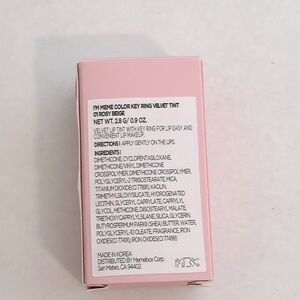 I'M MEME COLOR KEY RING VELVET TINT
01 ROSY BEIGE
NET WT. 2.8 G/ 0.9 OZ.
VELVET LIP TINT WITH KEY RING FOR LIP EASY AND
CONVENIENT LIP MAKEUP.
DIRECTIONS | APPLY GENTLY ON THE LIPS.
INGREDIENTS |
DIMETHICONE, CYCLOPENTASILOXANE,
DIMETHICONE/VINYL DIMETHICONE
CROSSPOLYMER, DIMETHICONE CROSSPOLYMER,
POLYGLYCERYL-2 TRIISOSTEARATE, MICA,
TITANIUM DIOXIDE(CI 77891), KAOLIN,
TRIMETHYLSILOXYSILICATE, HYDROGENATED
LECITHIN, GLYCERYL CAPRYLATE, CAPRYLYL
GLYCOL, METHICONE, DIISOSTEARYL MALATE,
TRIETHOXYCAPRYLYLSILANE, SILICA, GLYCERIN,
BUTYROSPERMUM PARKII (SHEA) BUTTER, WATER,
POLYGLYCERYL-10 OLEATE, FRAGRANCE, IRON
OXIDES(CI 77491), IRON OXIDES(CI 77499)
MADE IN KOREA
DISTRIBUTED BY Memebox Corp.
San Mateo, CA 94402
MBX